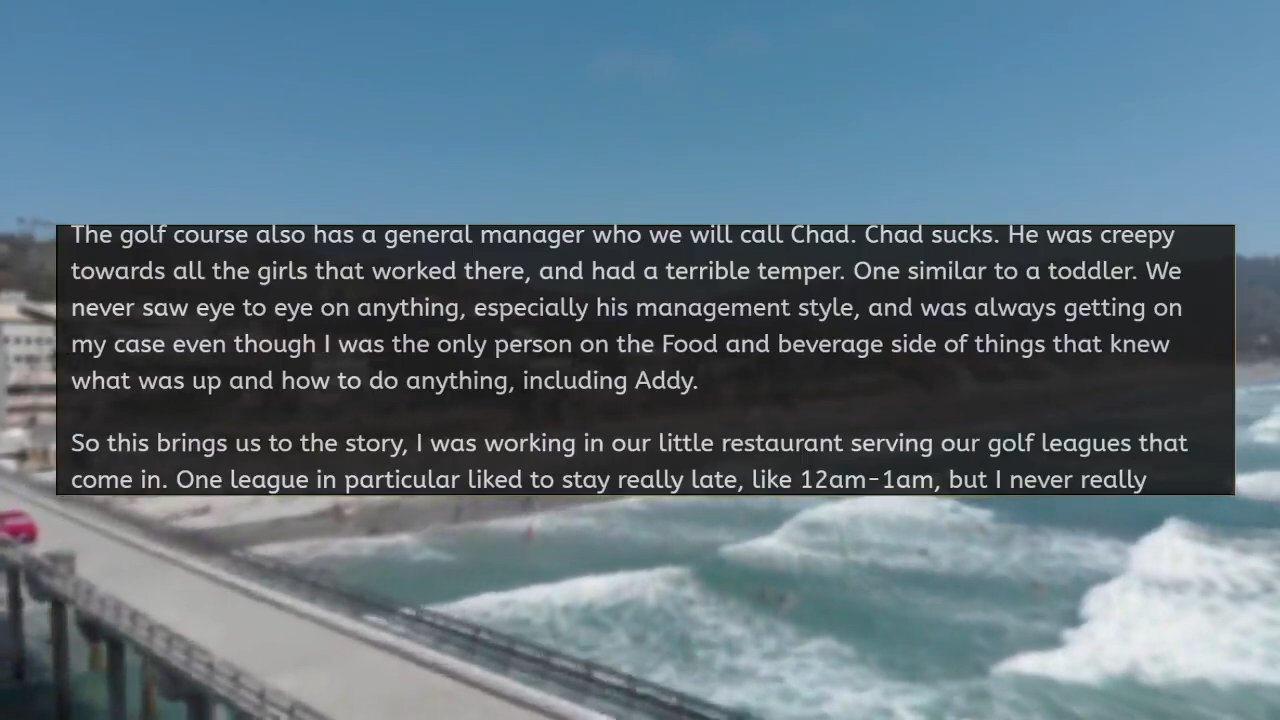 The golf course also has a general manager who we will call Chad. Chad sucks. He was creepy
towards all the girls that worked there, and had a terrible temper. One similar to a toddler. We
never saw eye to eye on anything, especially his management style, and was always getting on
my case even though I was the only person on the Food and beverage side of things that knew
what was up and how to do anything, including Addy.
So this brings us to the story, I was working in our little restaurant serving our golf leagues that
come in. One league in particular liked to stay really late, like 12am-1am, but I never really